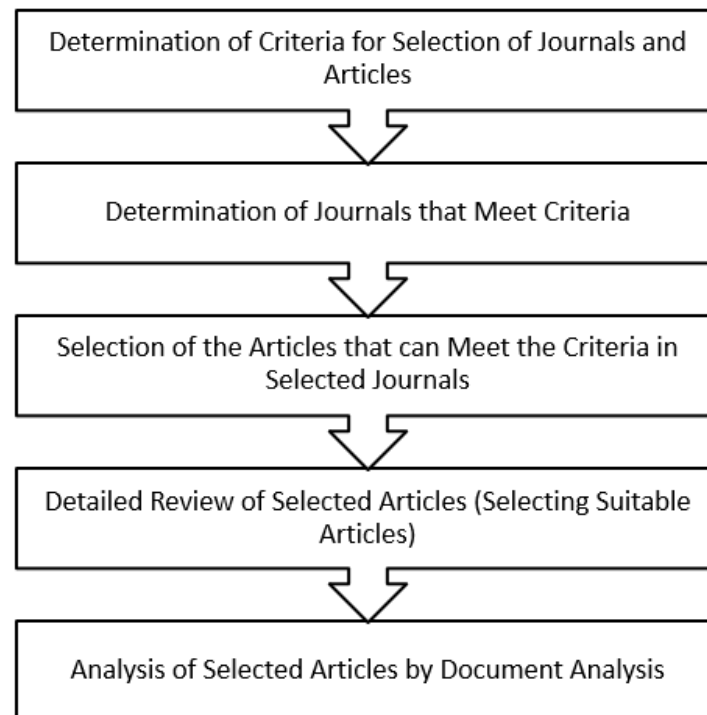 Determination of Criteria for Selection of Journals and
Articles
Determination of Journals that Meet Criteria
Selection of the Articles that can Meet the Criteria in
Selected Journals
Detailed Review of Selected Articles (Selecting Suitable
Articles)
Analysis of Selected Articles by Document Analysis